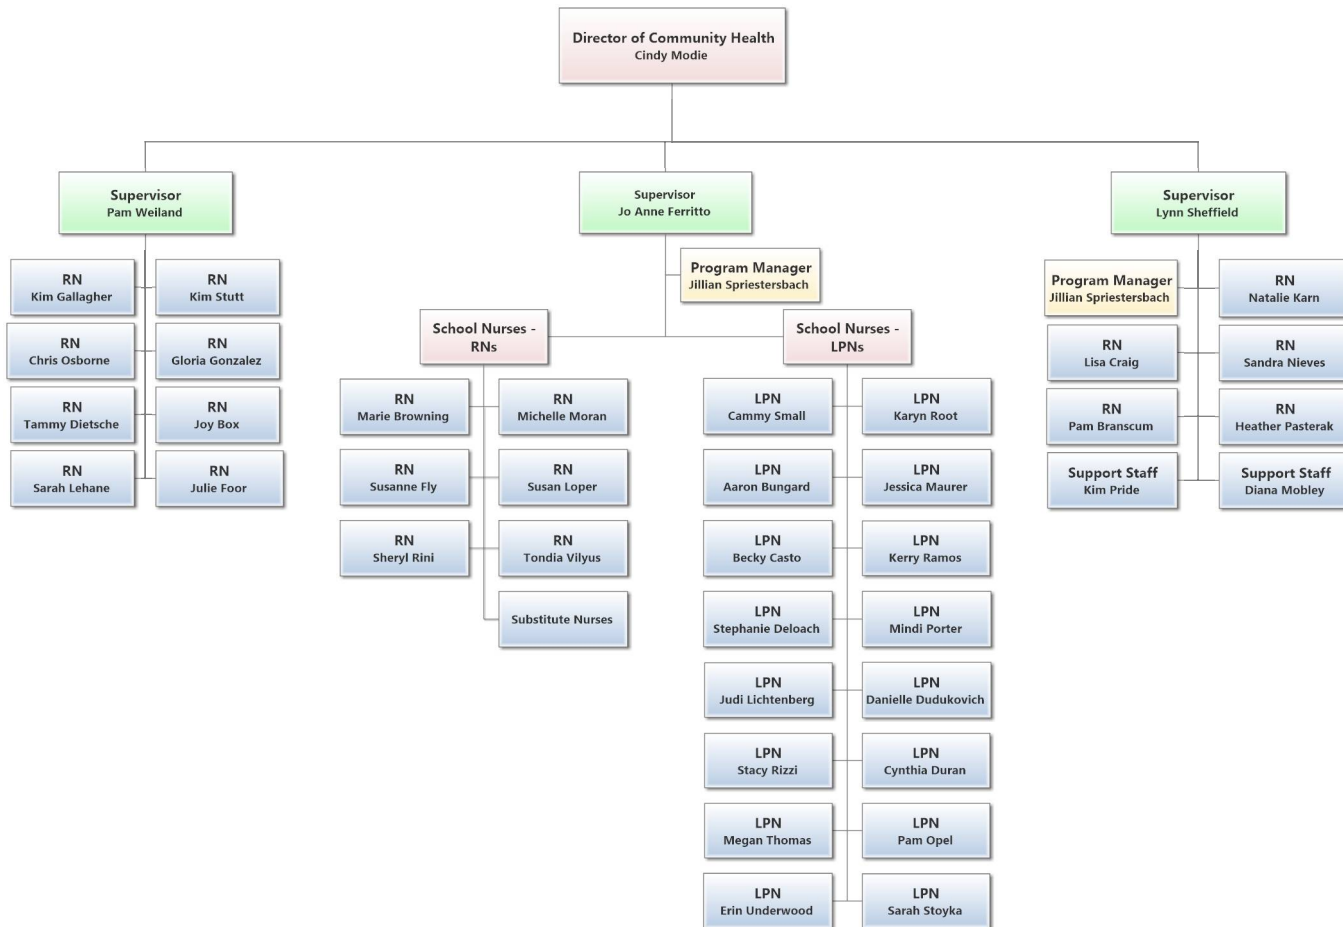 Director of Community Health
Cindy Modie
Supervisor
Pam Weiland
Supervisor
Jo Anne Ferritto
Supervisor
Lynn Sheffield
RN
Kim Gallagher
RN
Kim Stutt
RN
Chris Osborne
RN
Gloria Gonzalez
RN
Tammy Dietsche
RN
Joy Box
RN
Sarah Lehane
RN
Julie Foor
Program Manager
Jillian Spriestersbach
School Nurses -
RNs
School Nurses -
LPNs
RN
Marie Browning
RN
Michelle Moran
RN
Susanne Fly
RN
Susan Loper
RN
Sheryl Rini
RN
Tondia Vilyus
Substitute Nurses
LPN
Cammy Small
LPN
Karyn Root
LPN
Aaron Bungard
LPN
Jessica Maurer
LPN
Becky Casto
LPN
Kerry Ramos
LPN
Stephanie Deloach
LPN
Mindi Porter
LPN
Judi Lichtenberg
LPN
Danielle Dudukovich
LPN
Stacy Rizzi
LPN
Cynthia Duran
LPN
Megan Thomas
LPN
Pam Opel
LPN
Erin Underwood
LPN
Sarah Stoyka
Program Manager
Jillian Spriestersbach
RN
Natalie Karn
RN
Lisa Craig
RN
Sandra Nieves
RN
Pam Branscum
RN
Heather Pasterak
Support Staff
Kim Pride
Support Staff
Diana Mobley